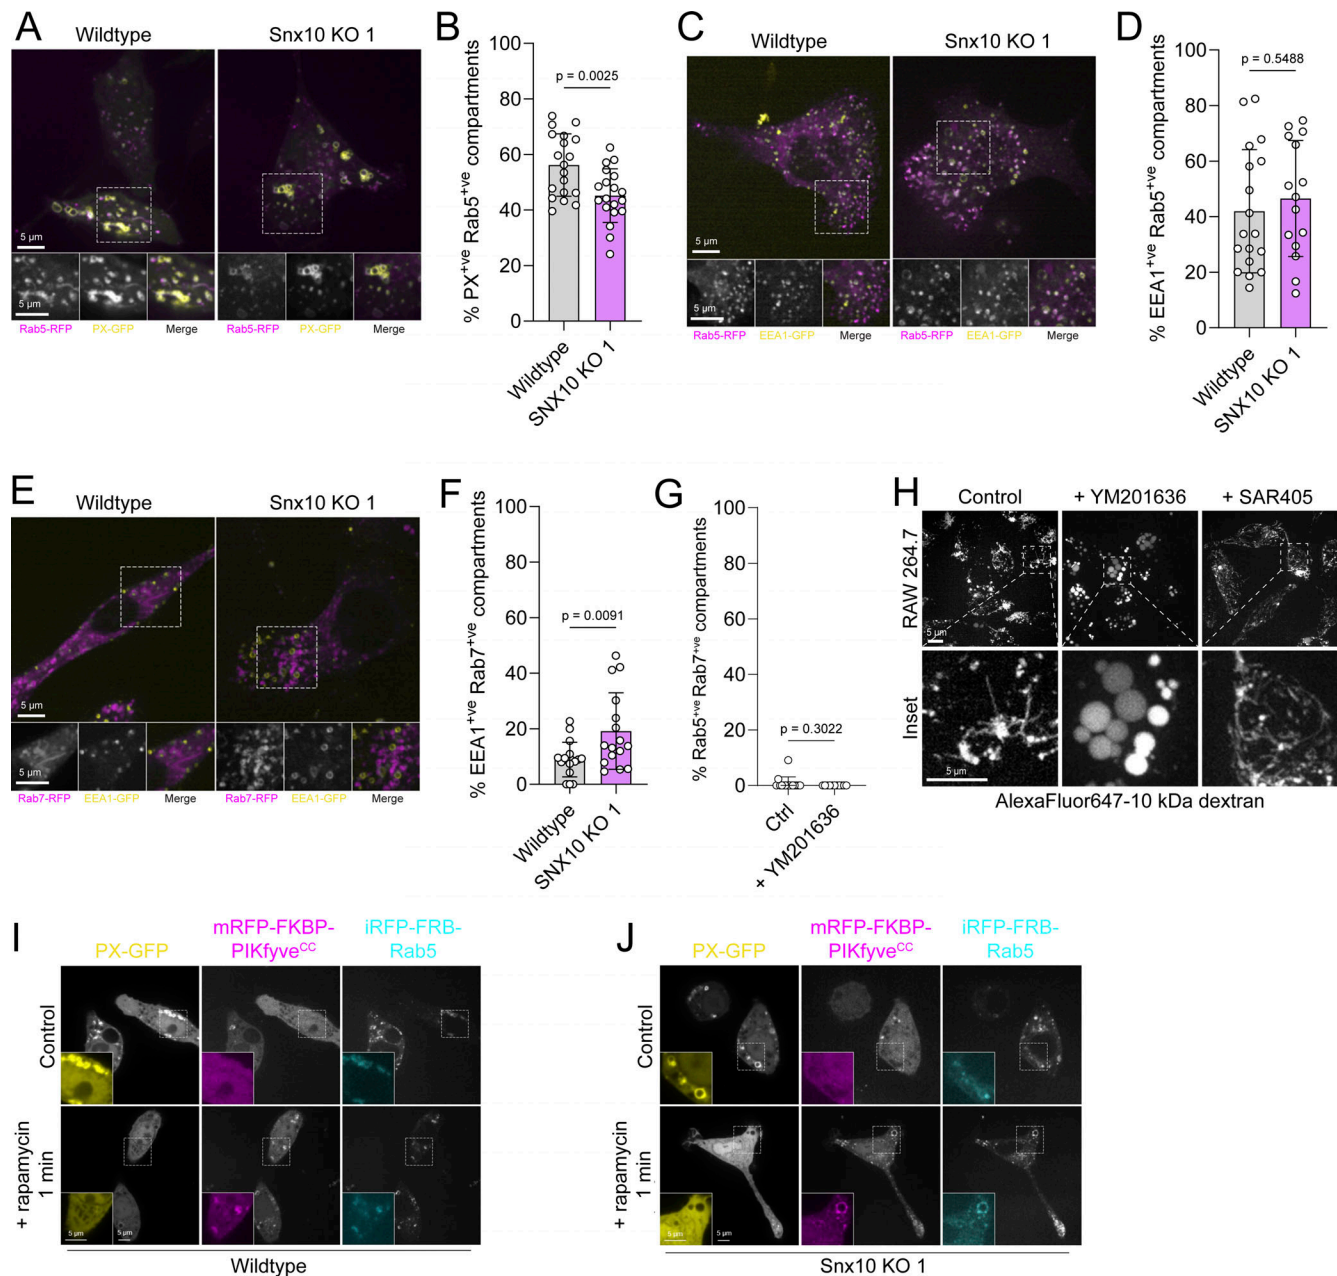 A
Wildtype
Snx10 KO 1
5 µm
5 µm
Rab5-RFP
PX-GFP
Merge
Rab5-RFP
PX-GFP
Merge
B
% PX+ve Rab5+ve compartments
100
80
60
40
20
0
p = 0.0025
Wildtype
SNX10 KO 1
C
Wildtype
Snx10 KO 1
5 µm
5 µm
Rab5-RFP
EEA1-GFP
Merge
Rab5-RFP
EEA1-GFP
Merge
D
% EEA1+ve Rab5+ve compartments
100
80
60
40
20
0
p = 0.5488
Wildtype
SNX10 KO 1
E
Wildtype
Snx10 KO 1
5 µm
5 µm
Rab7-RFP
EEA1-GFP
Merge
Rab7-RFP
EEA1-GFP
Merge
F
% EEA1+ve Rab7+ve compartments
100
80
60
40
20
0
p = 0.0091
Wildtype
SNX10 KO 1
G
% Rab5+ve Rab7+ve compartments
100
80
60
40
20
0
p = 0.3022
Ctrl
+ YM201636
H
Control
+ YM201636
+ SAR405
RAW 264.7
5 µm
Inset
5 µm
AlexaFluor647-10 kDa dextran
I
PX-GFP
mRFP-FKBP-
PIKfyveCC
iRFP-FRB-
Rab5
Control
+ rapamycin
1 min
5 µm
5 µm
Wildtype
J
PX-GFP
mRFP-FKBP-
PIKfyveCC
iRFP-FRB-
Rab5
Control
+ rapamycin
1 min
5 µm
5 µm
Snx10 KO 1